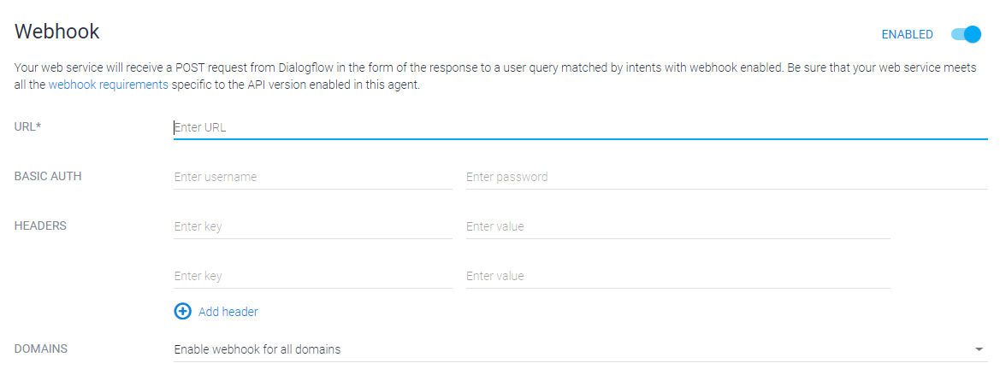 Webhook
ENABLED
Your web service will receive a POST request from Dialogflow in the form of the response to a user query matched by intents with webhook enabled. Be sure that your web service meets
all the webhook requirements specific to the API version enabled in this agent.
URL* Enter URL
BASIC AUTH Enter username Enter password
HEADERS Enter key Enter value
Enter key Enter value
Add header
DOMAINS Enable webhook for all domains